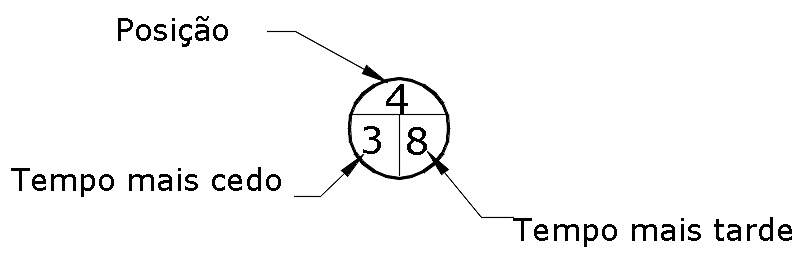 Posição
4
3 8
Tempo mais cedo
Tempo mais tarde